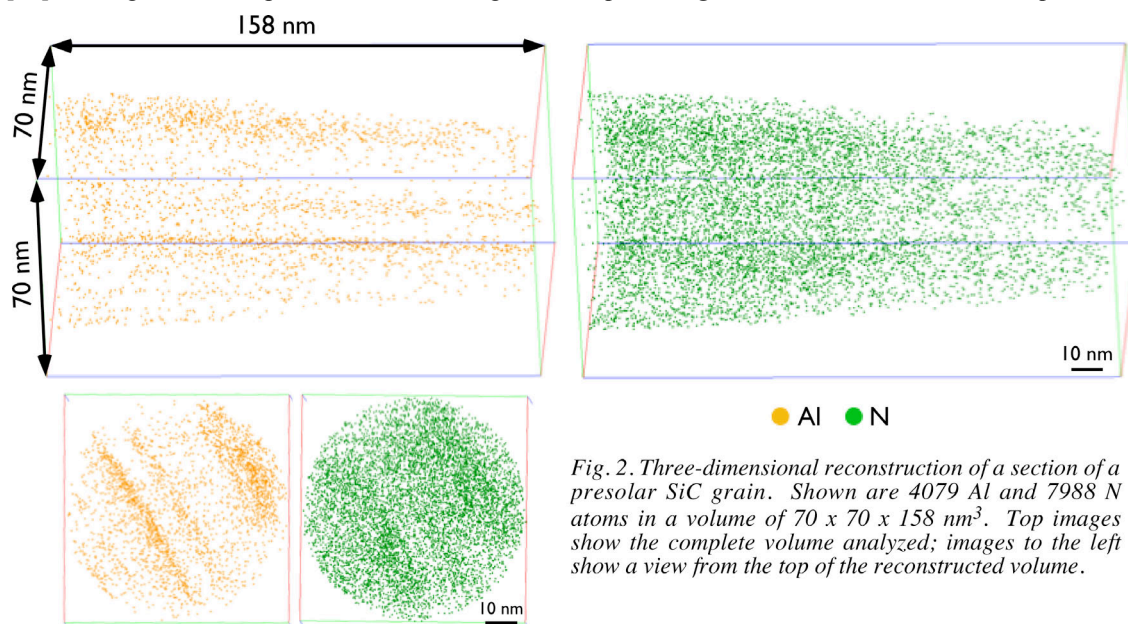 158 nm
70 nm
70 nm
10 nm
Al N
10 nm
Fig. 2. Three-dimensional reconstruction of a section of a
presolar SiC grain. Shown are 4079 Al and 7988 N
atoms in a volume of 70 x 70 x 158 nm³. Top images
show the complete volume analyzed; images to the left
show a view from the top of the reconstructed volume.